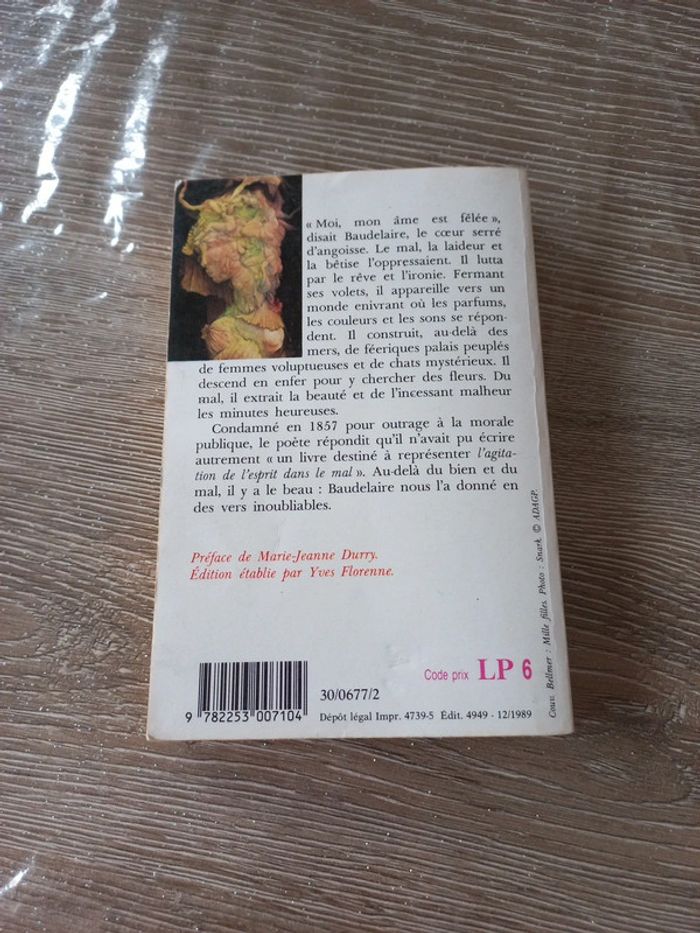 « Moi, mon âme est fêlée »,
disait Baudelaire, le cœur serré
d'angoisse. Le mal, la laideur et
la bêtise l'oppressaient. Il lutta
par le rêve et l'ironie. Fermant
ses volets, il appareille vers un
monde enivrant où les parfums,
les couleurs et les sons se répon-
dent. Il construit, au-delà des
mers, de féeriques palais peuplés
de femmes voluptueuses et de chats mystérieux. Il
descend en enfer pour y chercher des fleurs. Du
mal, il extrait la beauté et de l'incessant malheur
les minutes heureuses.
Condamné en 1857 pour outrage à la morale
publique, le poète répondit qu'il n'avait pu écrire
autrement « un livre destiné à représenter l'agita-
tion de l'esprit dans le mal ». Au-delà du bien et du
mal, il y a le beau : Baudelaire nous l'a donné en
des vers inoubliables.
Préface de Marie-Jeanne Durry.
Édition établie par Yves Florenne.
Code prix LP 6
30/0677/2
9 782253 007104
Dépôt légal Impr. 4739-5 Édit. 4949 - 12/1989
Couv. Bellmer : Mille filles. Photo : Snark. © ADAGP.